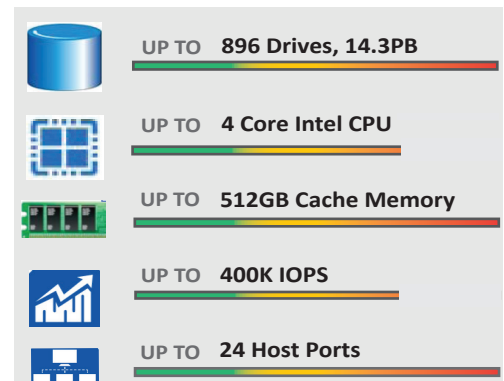 UP TO 896 Drives, 14.3PB
UP TO 4 Core Intel CPU
UP TO 512GB Cache Memory
UP TO 400K IOPS
UP TO 24 Host Ports